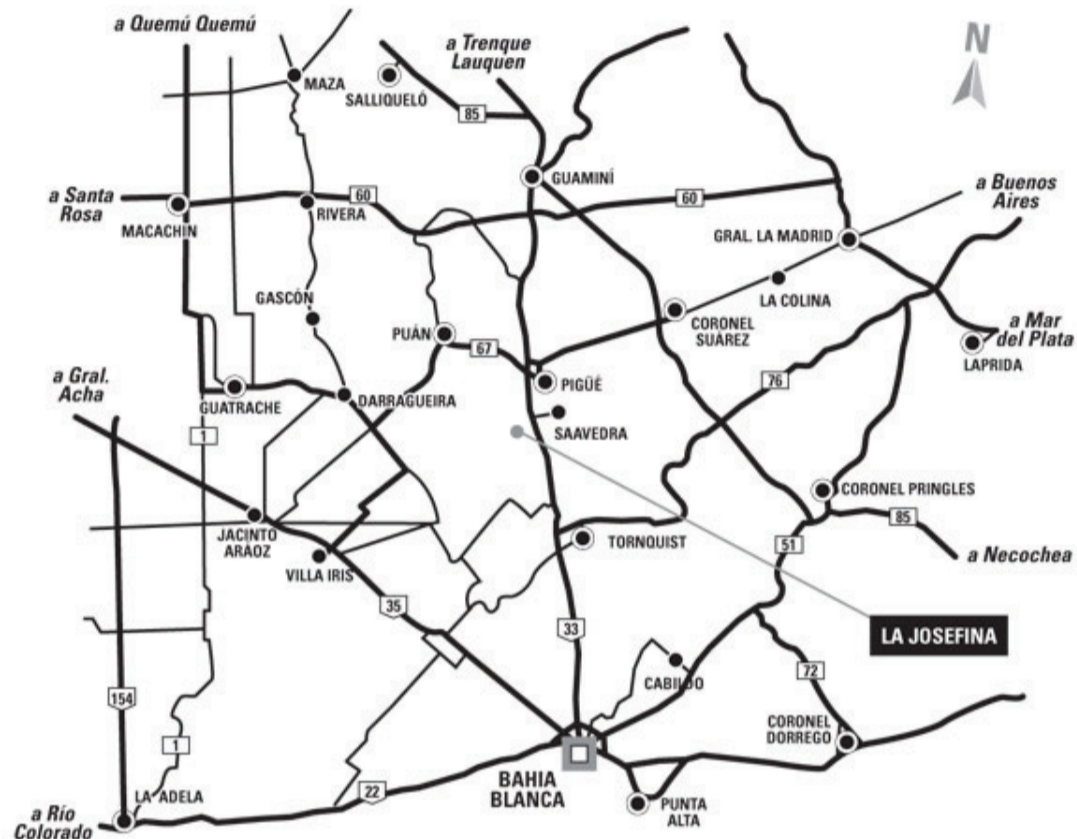 a Quemú Quemú
N
a Trenque
Lauquen
MAZA
SALLIQUELÓ
85
GUAMINÍ
a Santa
Rosa
60
60
a Buenos
Aires
MACACHIN
RIVERA
GRAL. LA MADRID
GASCÓN
LA COLINA
PUÁN
67
CORONEL
SUÁREZ
a Mar
del Plata
LAPRIDA
a Gral.
Acha
GUATRACHE
DARRAGUEIRA
PIGÜÉ
76
SAAVEDRA
1
CORONEL PRINGLES
85
JACINTO
ARÁOZ
VILLA IRIS
TORNQUIST
51
a Necochea
35
33
LA JOSEFINA
CABILDO
72
154
1
CORONEL
DORREGO
BAHIA
BLANCA
22
LA ADELA
PUNTA
ALTA
a Río
Colorado